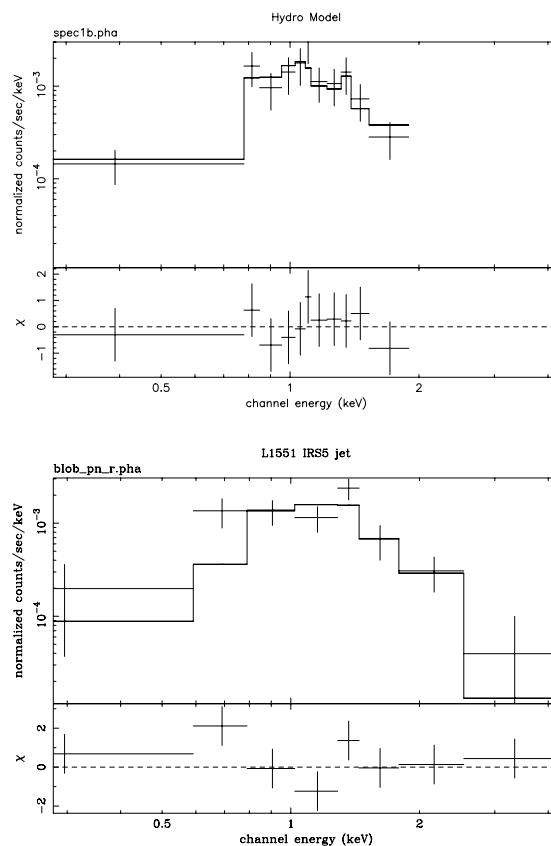 Hydro Model
spec1b.pha
normalized counts/sec/keV
10⁻³
10⁻⁴
χ
2
1
0
−1
0.5 1 2
channel energy (keV)
L1551 IRS5 jet
blob_pn_r.pha
normalized counts/sec/keV
10⁻³
10⁻⁴
χ
2
0
−2
0.5 1 2
channel energy (keV)